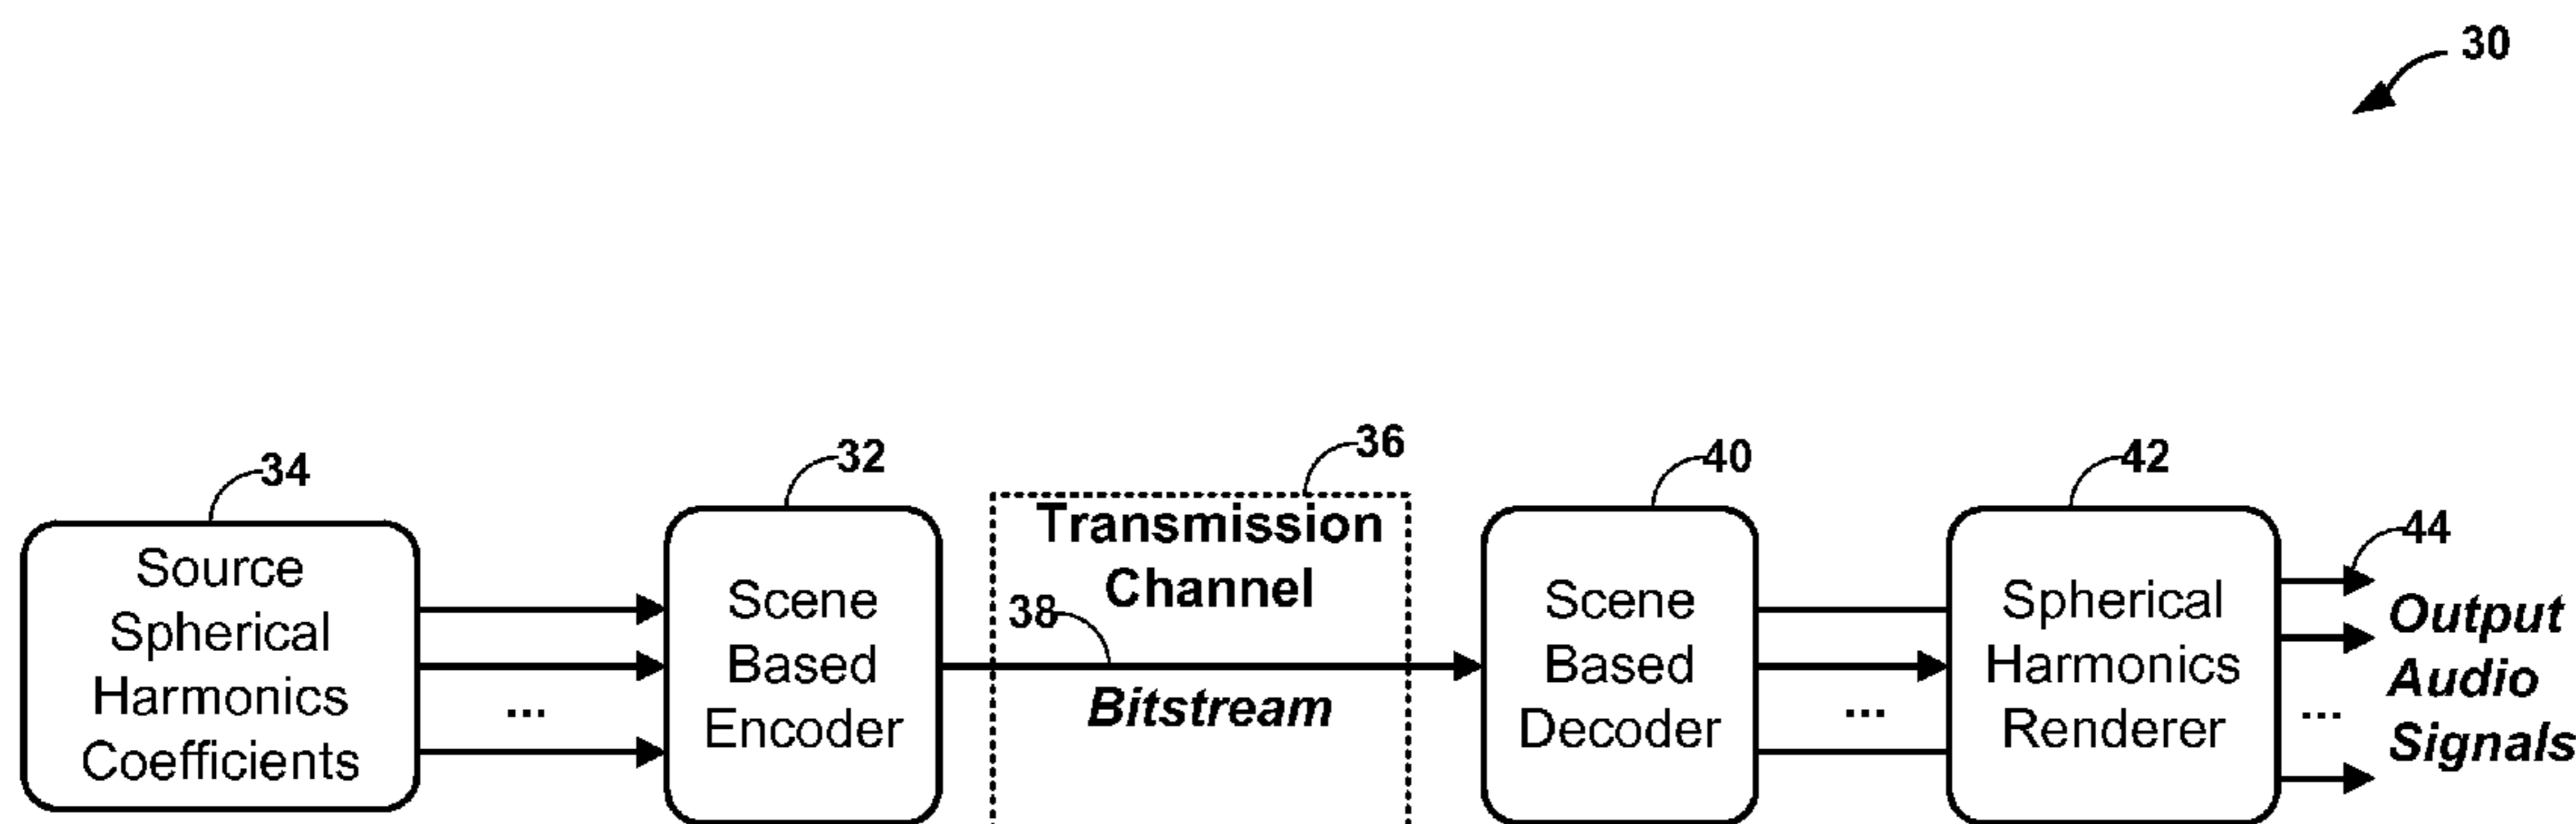 30
34
32
36
40
42
44
Source
Spherical
Harmonics
Coefficients
...
Scene
Based
Encoder
Transmission
Channel
38
Bitstream
Scene
Based
Decoder
...
Spherical
Harmonics
Renderer
...
Output
Audio
Signals